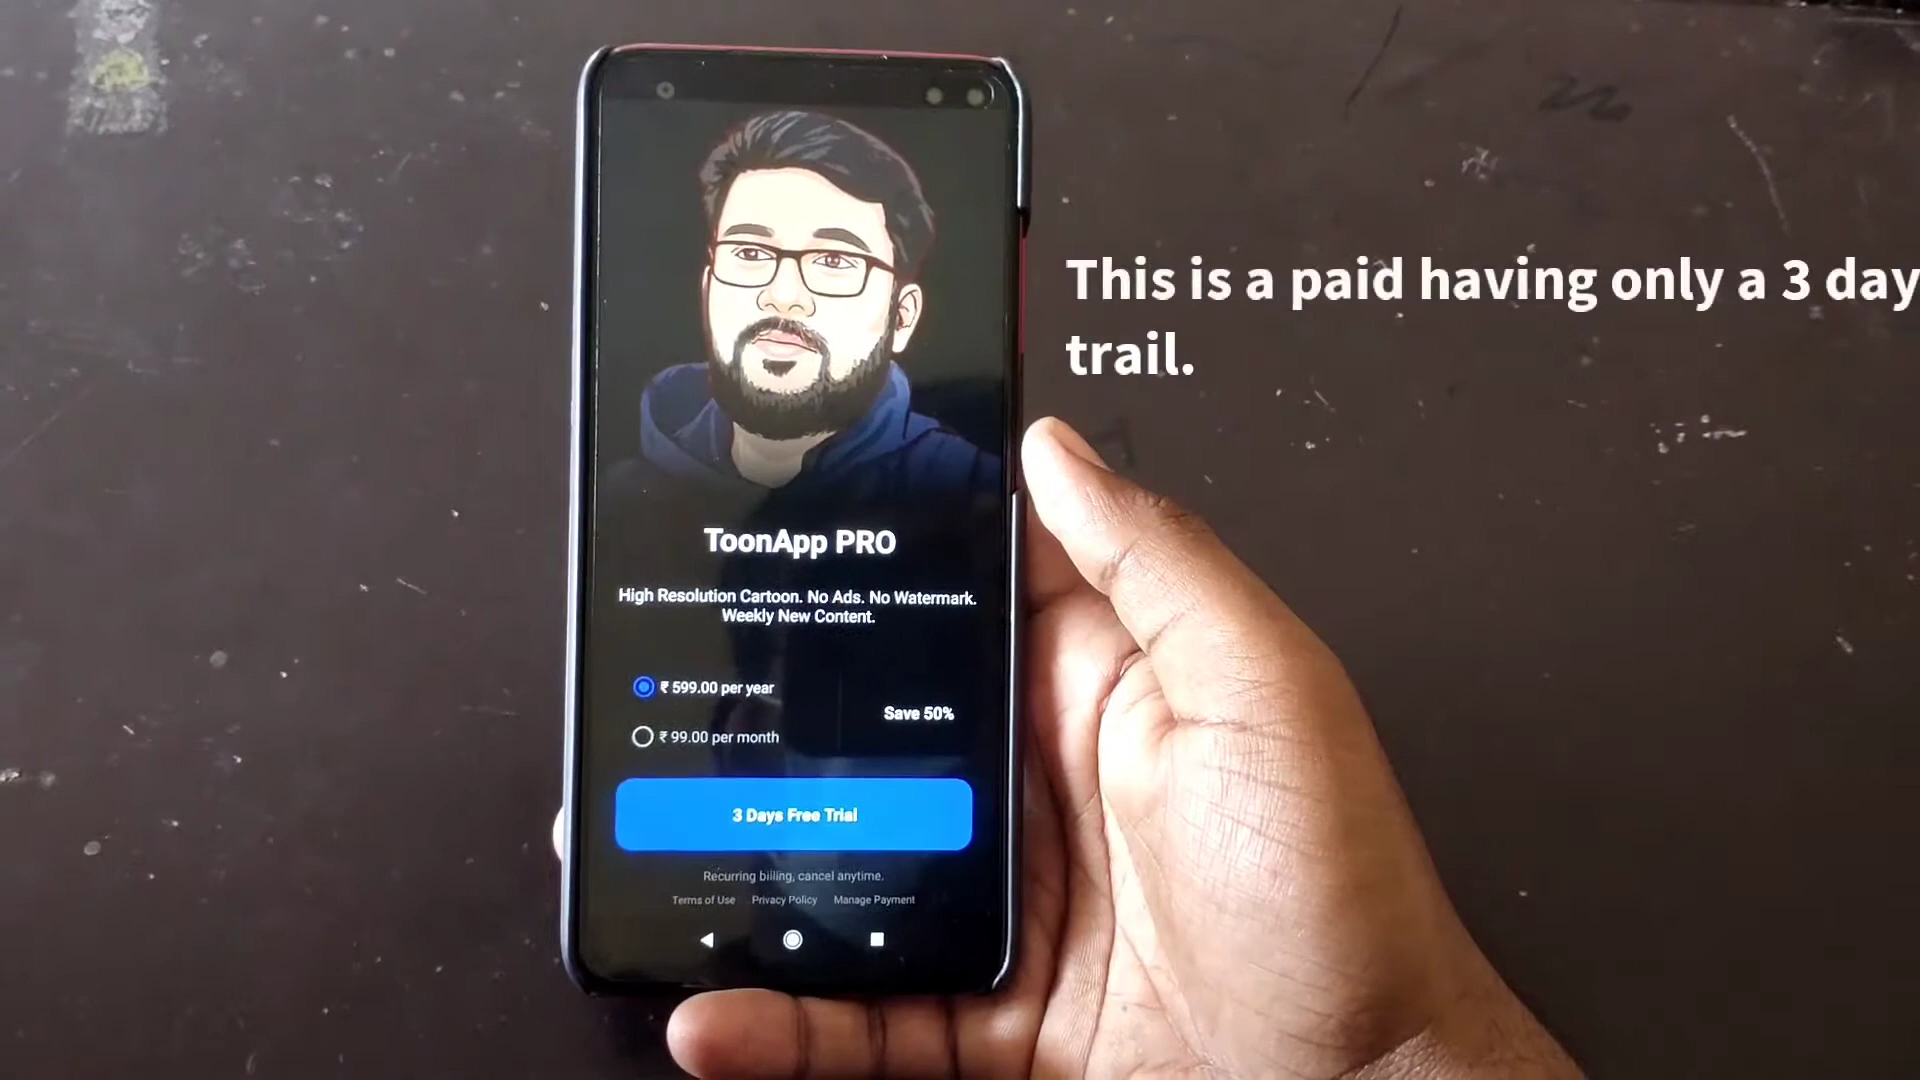 This is a paid having only a 3 day
trail.
ToonApp PRO
High Resolution Cartoon. No Ads. No Watermark.
Weekly New Content.
₹ 599.00 per year
Save 50%
₹ 99.00 per month
3 Days Free Trial
Recurring billing, cancel anytime.
Terms of Use Privacy Policy Manage Payment